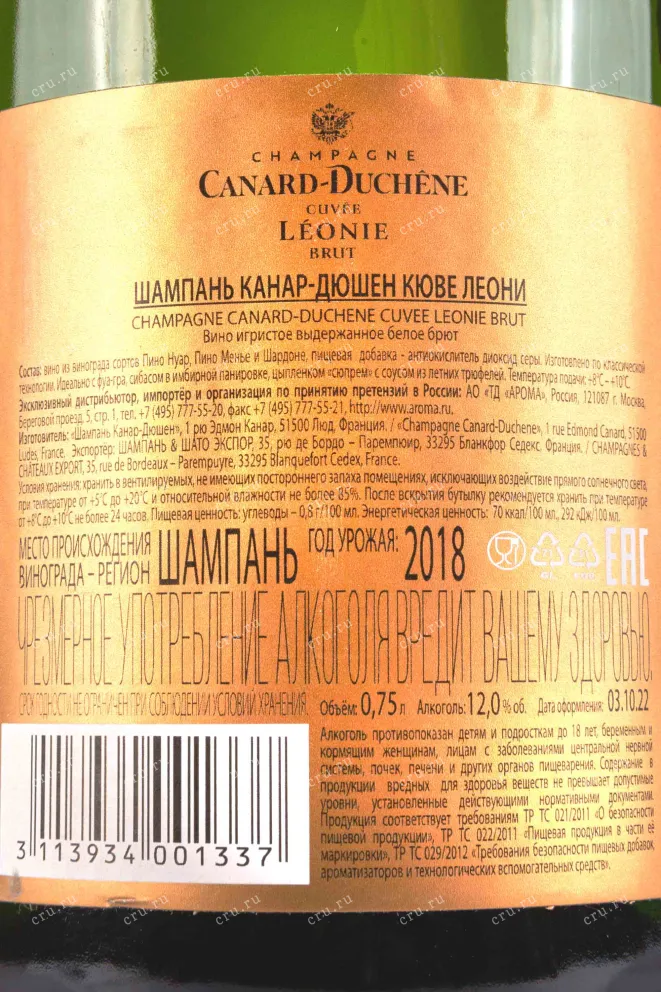 CHAMPAGNE
CANARD-DUCHÊNE
CUVÉE
LÉONIE
BRUT
ШАМПАНЬ КАНАР-ДЮШЕН КЮВЕ ЛЕОНИ
CHAMPAGNE CANARD-DUCHENE CUVEE LEONIE BRUT
Вино игристое выдержанное белое брют
Состав: вино из винограда сортов Пино Нуар, Пино Менье и Шардоне, пищевая добавка - антиокислитель диоксид серы. Изготовлено по классической
технологии. Идеально с фуа-гра, сибасом в имбирной панировке, цыпленком «сюпрем» с соусом из летних трюфелей. Температура подачи: +8°С – +10°С.
Эксклюзивный дистрибьютор, импортёр и организация по принятию претензий в России: АО «ТД «АРОМА», Россия, 121087 г. Москва,
Береговой проезд, 5, стр. 1, тел. +7 (495) 777-55-20, факс +7 (495) 777-55-21, http://www.aroma.ru.
Изготовитель: «Шампань Канар-Дюшен», 1 рю Эдмон Канар, 51500 Люд, Франция. / «Champagne Canard-Duchene», 1 rue Edmond Canard, 51500
Ludes, France. Экспортер: ШАМПАНЬ & ШАТО ЭКСПОР, 35, рю де Бордо – Паремпюир, 33295 Бланкфор Седекс, Франция. / CHAMPAGNES &
CHÂTEAUX EXPORT, 35, rue de Bordeaux – Parempuyre, 33295 Blanquefort Cedex, France.
Условия хранения: хранить в вентилируемых, не имеющих постороннего запаха помещениях, исключающих воздействие прямого солнечного света,
при температуре от +5°С до +20°С и относительной влажности не более 85%. После вскрытия бутылку рекомендуется хранить при температуре
от +8°С до +10°С не более 24 часов. Пищевая ценность: углеводы – 0,8 г/100 мл. Энергетическая ценность: 70 ккал/100 мл., 292 кДж/100 мл.
МЕСТО ПРОИСХОЖДЕНИЯ
ВИНОГРАДА – РЕГИОН ШАМПАНЬ ГОД УРОЖАЯ: 2018
EAC
ЧРЕЗМЕРНОЕ УПОТРЕБЛЕНИЕ АЛКОГОЛЯ ВРЕДИТ ВАШЕМУ ЗДОРОВЬЮ.
СРОК ГОДНОСТИ НЕ ОГРАНИЧЕН ПРИ СОБЛЮДЕНИИ УСЛОВИЙ ХРАНЕНИЯ.
Объём: 0,75 л Алкоголь: 12,0 % об. Дата оформления: 03.10.22
Алкоголь противопоказан детям и подросткам до 18 лет, беременным и
кормящим женщинам, лицам с заболеваниями центральной нервной
системы, почек, печени и других органов пищеварения. Содержание в
продукции вредных для здоровья веществ не превышает допустимые
уровни, установленные действующими нормативными документами.
Продукция соответствует требованиям ТР ТС 021/2011 «О безопасности
пищевой продукции», ТР ТС 022/2011 «Пищевая продукция в части её
маркировки», ТР ТС 029/2012 «Требования безопасности пищевых добавок,
ароматизаторов и технологических вспомогательных средств».
3 113934 001337
cru.ru